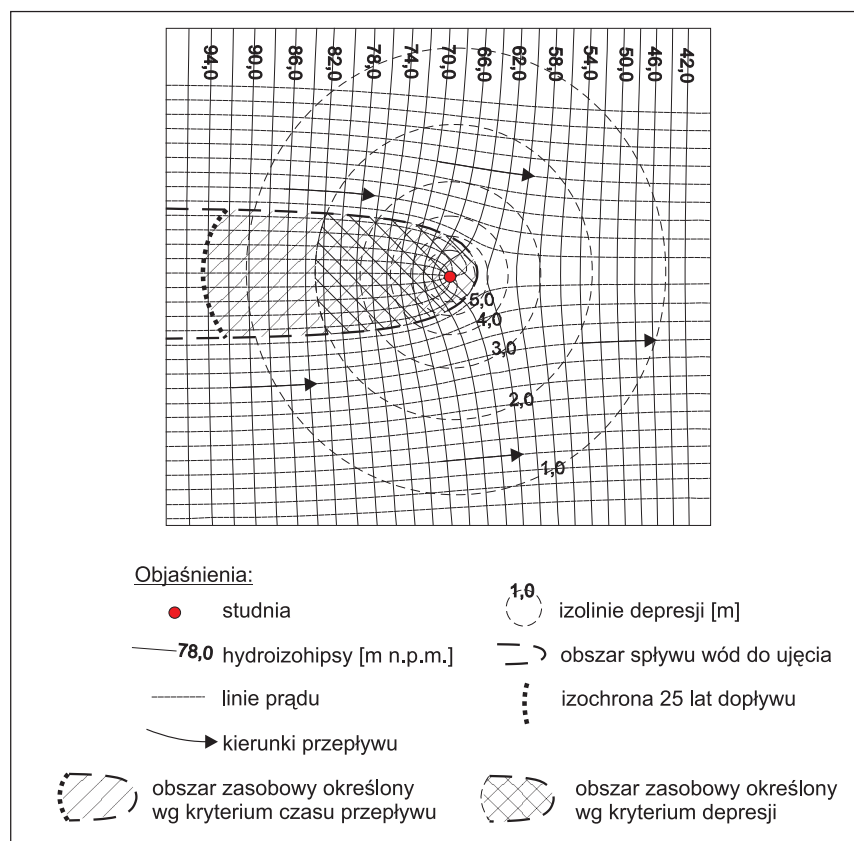 94,0
90,0
86,0
82,0
78,0
74,0
70,0
66,0
62,0
58,0
54,0
50,0
46,0
42,0
5,0
4,0
3,0
2,0
1,0
Objaśnienia:
studnia
1,0
izolinie depresji [m]
78,0
hydroizohipsy [m n.p.m.]
obszar spływu wód do ujęcia
linie prądu
izochrona 25 lat dopływu
kierunki przepływu
obszar zasobowy określony
wg kryterium czasu przepływu
obszar zasobowy określony
wg kryterium depresji